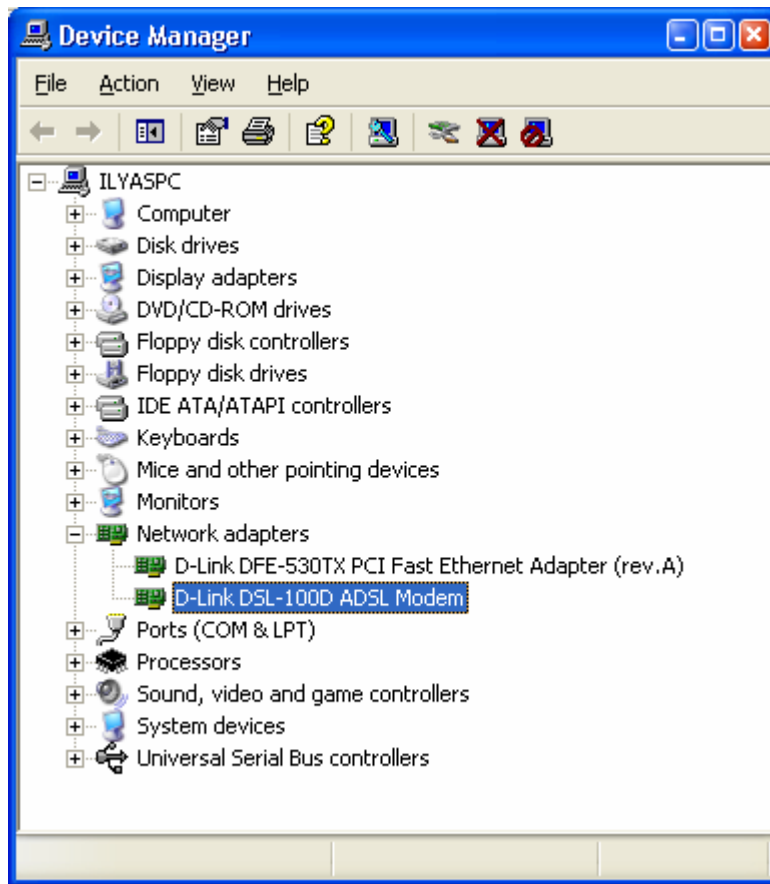 Device Manager
File Action View Help
ILYASPC
Computer
Disk drives
Display adapters
DVD/CD-ROM drives
Floppy disk controllers
Floppy disk drives
IDE ATA/ATAPI controllers
Keyboards
Mice and other pointing devices
Monitors
Network adapters
D-Link DFE-530TX PCI Fast Ethernet Adapter (rev.A)
D-Link DSL-100D ADSL Modem
Ports (COM & LPT)
Processors
Sound, video and game controllers
System devices
Universal Serial Bus controllers